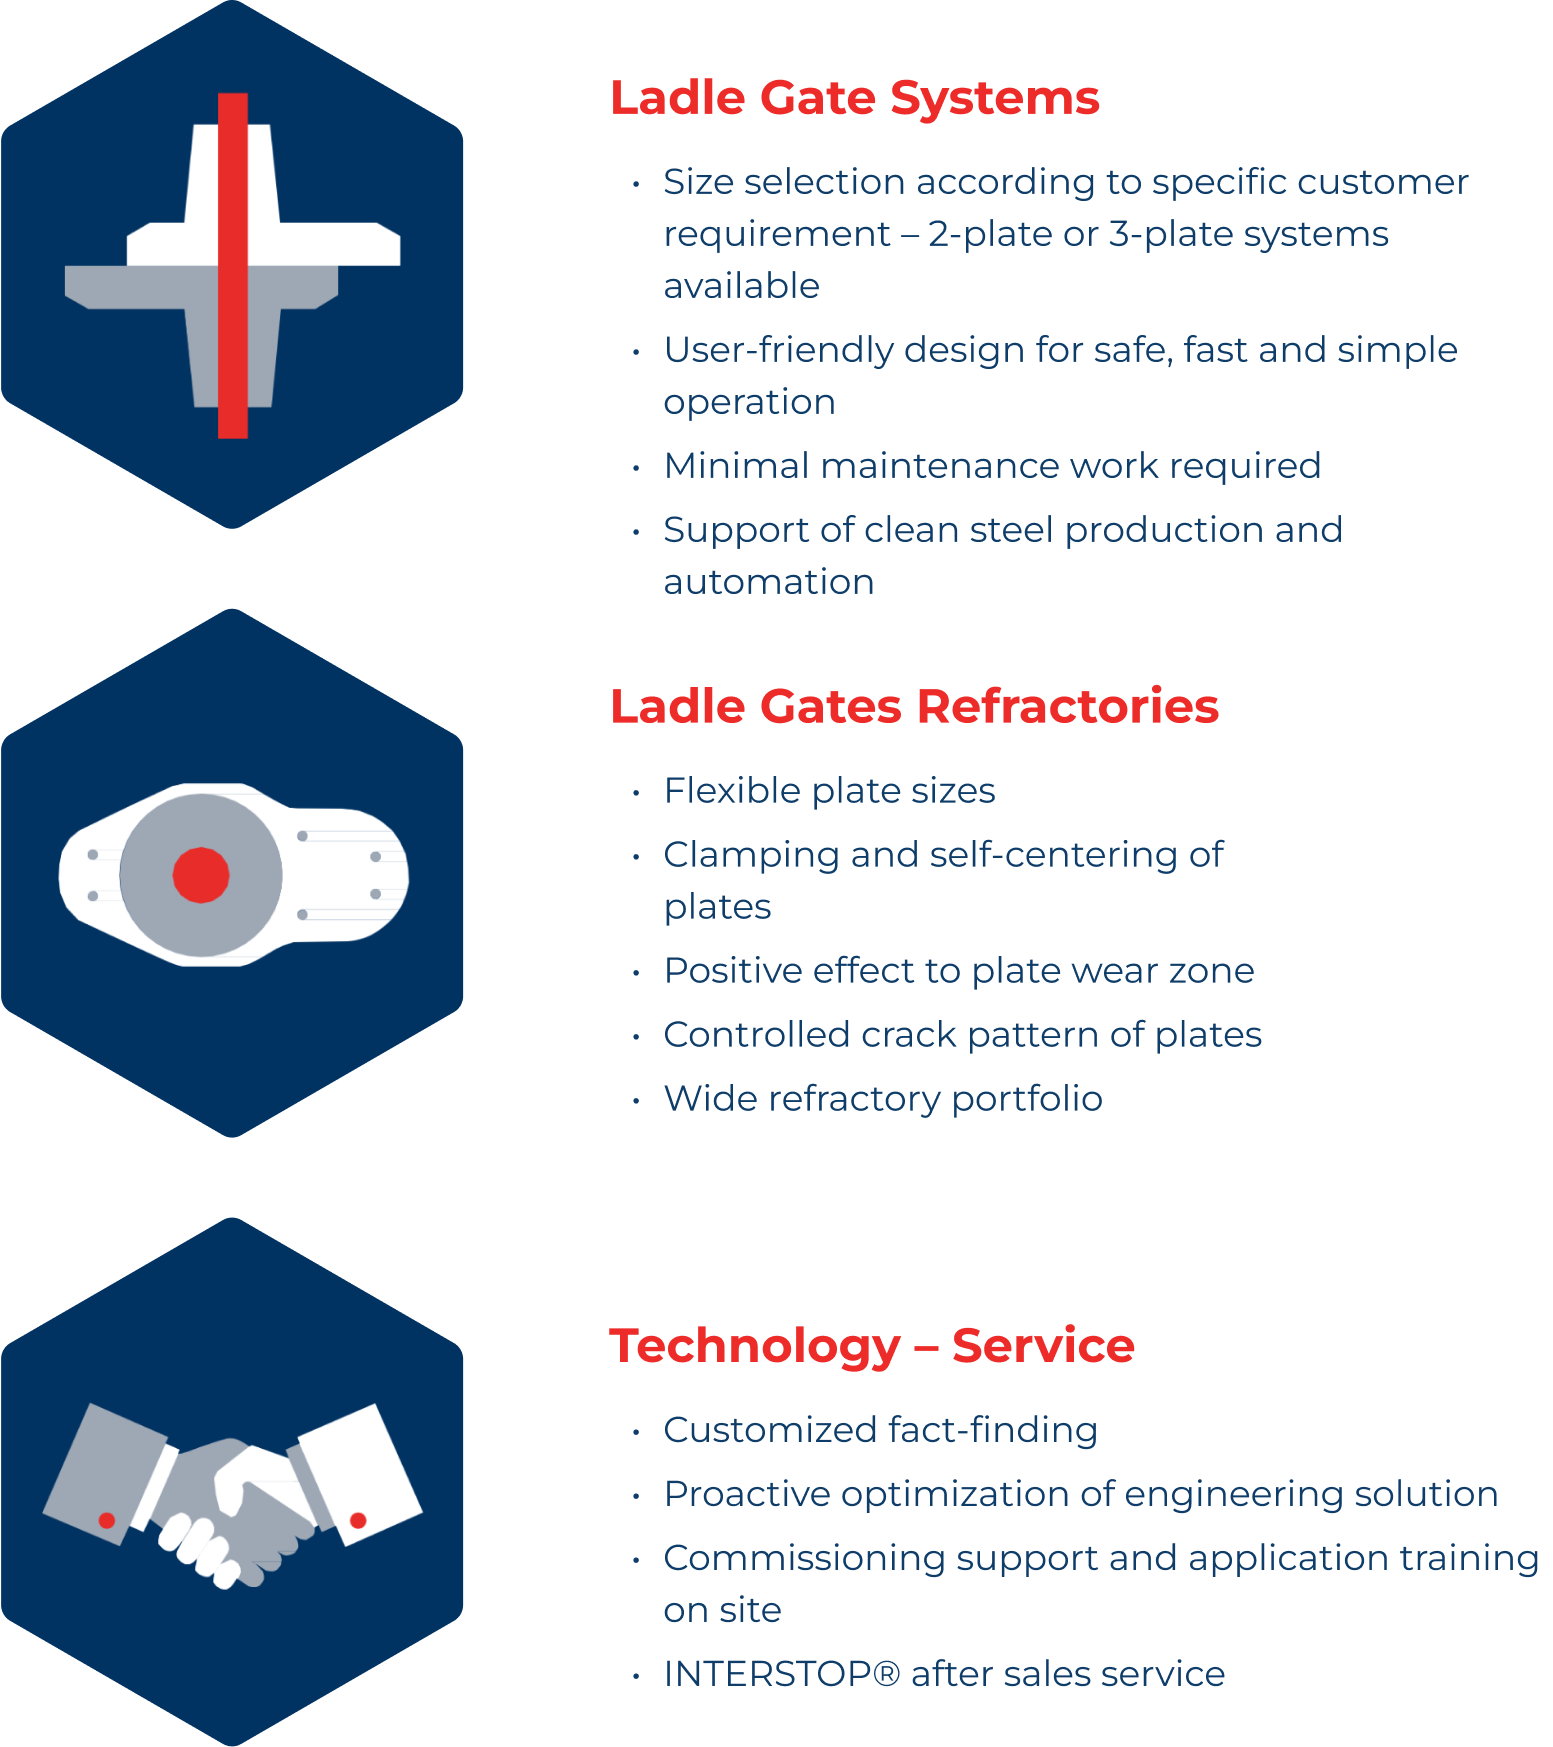 Ladle Gate Systems
• Size selection according to specific customer
requirement – 2-plate or 3-plate systems
available
• User-friendly design for safe, fast and simple
operation
• Minimal maintenance work required
• Support of clean steel production and
automation
Ladle Gates Refractories
• Flexible plate sizes
• Clamping and self-centering of
plates
• Positive effect to plate wear zone
• Controlled crack pattern of plates
• Wide refractory portfolio
Technology – Service
• Customized fact-finding
• Proactive optimization of engineering solution
• Commissioning support and application training
on site
• INTERSTOP® after sales service